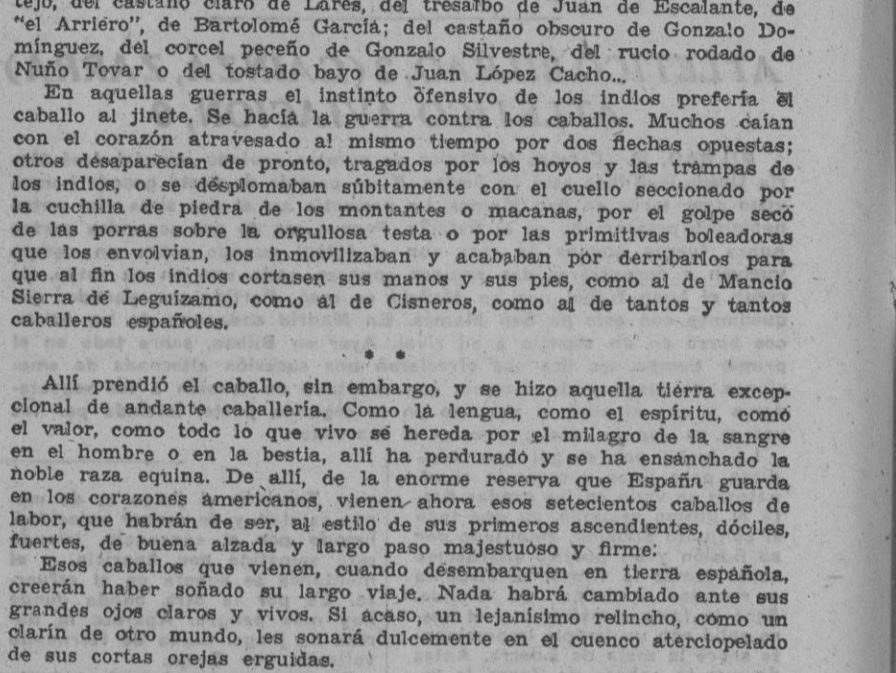 tejo, del castaño claro de Lares, del tresalbo de Juan de Escalante, de
"el Arriero", de Bartolomé García; del castaño obscuro de Gonzalo Do-
mínguez, del corcel peceño de Gonzalo Silvestre, del rucio rodado de
Nuño Tovar o del tostado bayo de Juan López Cacho...
En aquellas guerras el instinto ofensivo de los indios prefería el
caballo al jinete. Se hacía la guerra contra los caballos. Muchos caían
con el corazón atravesado al mismo tiempo por dos flechas opuestas;
otros desaparecían de pronto, tragados por los hoyos y las trampas de
los indios, o se desplomaban súbitamente con el cuello seccionado por
la cuchilla de piedra de los montantes o macanas, por el golpe seco
de las porras sobre la orgullosa testa o por las primitivas boleadoras
que los envolvian, los inmovilizaban y acababan por derribarlos para
que al fin los indios cortasen sus manos y sus pies, como al de Mancio
Sierra de Leguízamo, como al de Cisneros, como al de tantos y tantos
caballeros españoles.
* *
Allí prendió el caballo, sin embargo, y se hizo aquella tierra excep-
cional de andante caballería. Como la lengua, como el espíritu, como
el valor, como todo lo que vivo se hereda por el milagro de la sangre
en el hombre o en la bestia, allí ha perdurado y se ha ensanchado la
noble raza equina. De allí, de la enorme reserva que España guarda
en los corazones americanos, vienen ahora esos setecientos caballos de
labor, que habrán de ser, al estilo de sus primeros ascendientes, dóciles,
fuertes, de buena alzada y largo paso majestuoso y firme.
Esos caballos que vienen, cuando desembarquen en tierra española,
creerán haber soñado su largo viaje. Nada habrá cambiado ante sus
grandes ojos claros y vivos. Si acaso, un lejanísimo relincho, como un
clarín de otro mundo, les sonará dulcemente en el cuenco aterciopelado
de sus cortas orejas erguidas.